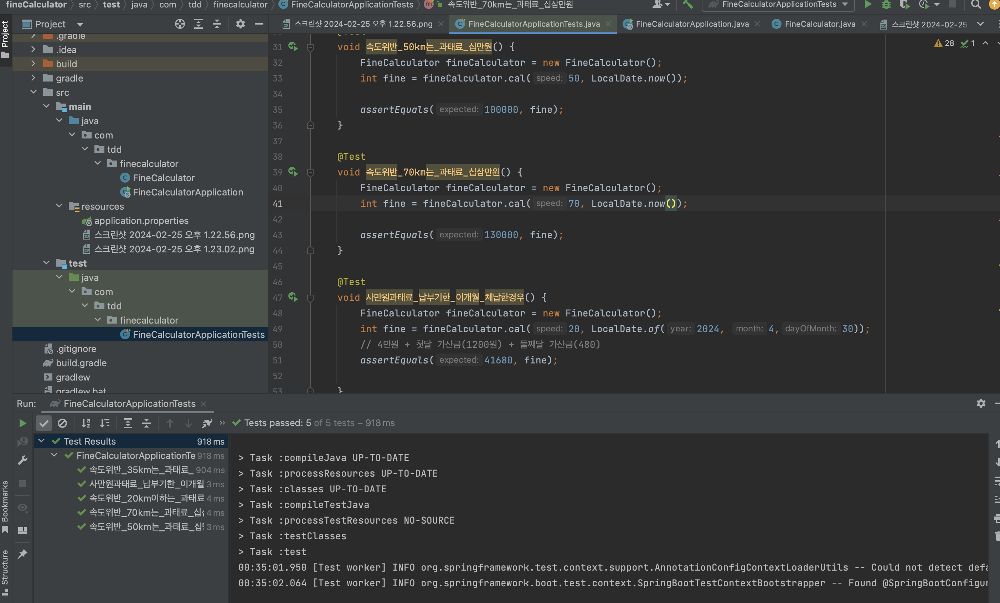 fineCalculator src test java com tdd finecalculator FineCalculatorApplicationTests 속도위반_70km는_과태료_십삼만원 FineCalculatorApplicationTests
Project
Project
스크린샷 2024-02-25 오후 1.22.56.png FineCalculatorApplicationTests.java FineCalculatorApplication.java FineCalculator.java 스크린샷 2024-02-25
.gradle
.idea
build
gradle
src
main
java
com
tdd
finecalculator
FineCalculator
FineCalculatorApplication
resources
application.properties
스크린샷 2024-02-25 오후 1.22.56.png
스크린샷 2024-02-25 오후 1.23.02.png
test
java
com
tdd
finecalculator
FineCalculatorApplicationTests
.gitignore
build.gradle
gradlew
gradlew.bat
28 1
@Test
31 void 속도위반_50km는_과태료_십만원() {
32 FineCalculator fineCalculator = new FineCalculator();
33 int fine = fineCalculator.cal( speed: 50, LocalDate.now());
34
35 assertEquals( expected: 100000, fine);
36 }
37
38 @Test
39 void 속도위반_70km는_과태료_십삼만원() {
40 FineCalculator fineCalculator = new FineCalculator();
41 int fine = fineCalculator.cal( speed: 70, LocalDate.now());
42
43 assertEquals( expected: 130000, fine);
44 }
45
46 @Test
47 void 사만원과태료_납부기한_이개월_체납한경우() {
48 FineCalculator fineCalculator = new FineCalculator();
49 int fine = fineCalculator.cal( speed: 20, LocalDate.of( year: 2024, month: 4, dayOfMonth: 30));
50 // 4만원 + 첫달 가산금(1200원) + 둘째달 가산금(480)
51 assertEquals( expected: 41680, fine);
52
53 }
Run: FineCalculatorApplicationTests
Tests passed: 5 of 5 tests – 918 ms
Test Results 918 ms
FineCalculatorApplicationTe 918 ms
속도위반_35km는_과태료_ 904 ms
사만원과태료_납부기한_이개월 3 ms
속도위반_20km이하는_과태료 4 ms
속도위반_70km는_과태료_십 4 ms
속도위반_50km는_과태료_십 3 ms
> Task :compileJava UP-TO-DATE
> Task :processResources UP-TO-DATE
> Task :classes UP-TO-DATE
> Task :compileTestJava
> Task :processTestResources NO-SOURCE
> Task :testClasses
> Task :test
00:35:01.950 [Test worker] INFO org.springframework.test.context.support.AnnotationConfigContextLoaderUtils -- Could not detect defa
00:35:02.064 [Test worker] INFO org.springframework.boot.test.context.SpringBootTestContextBootstrapper -- Found @SpringBootConfigur
Bookmarks
Structure